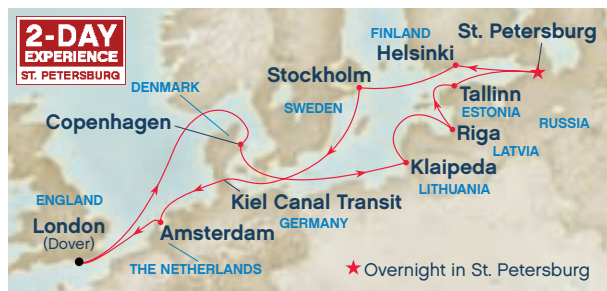 2-DAY
EXPERIENCE
ST. PETERSBURG
FINLAND
St. Petersburg
Helsinki
Stockholm
DENMARK
Tallinn
SWEDEN
ESTONIA
Copenhagen
RUSSIA
Riga
LATVIA
Klaipeda
LITHUANIA
ENGLAND
Kiel Canal Transit
London
(Dover)
GERMANY
Amsterdam
THE NETHERLANDS
Overnight in St. Petersburg